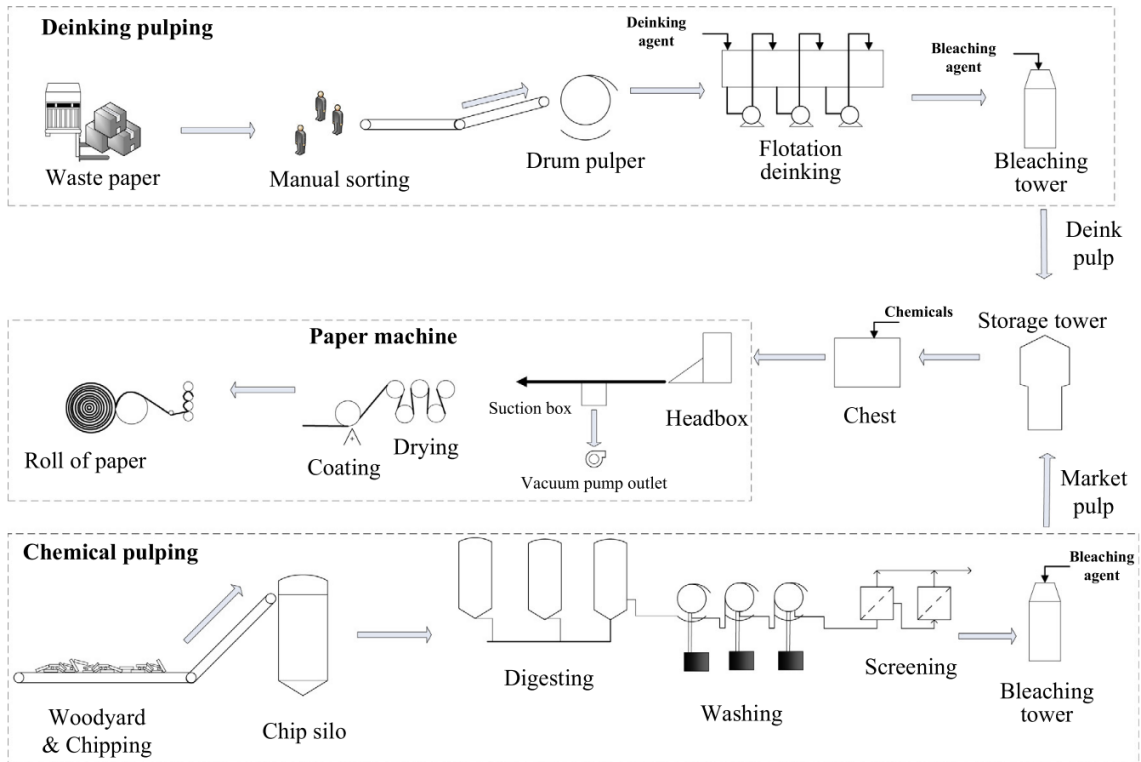 Deinking pulping
Deinking
agent
Bleaching
agent
Waste paper
Manual sorting
Drum pulper
Flotation
deinking
Bleaching
tower
Deink
pulp
Paper machine
Chemicals
Storage tower
Suction box
Headbox
Chest
Roll of paper
Coating
Drying
Vacuum pump outlet
Market
pulp
Chemical pulping
Bleaching
agent
Woodyard
& Chipping
Chip silo
Digesting
Washing
Screening
Bleaching
tower